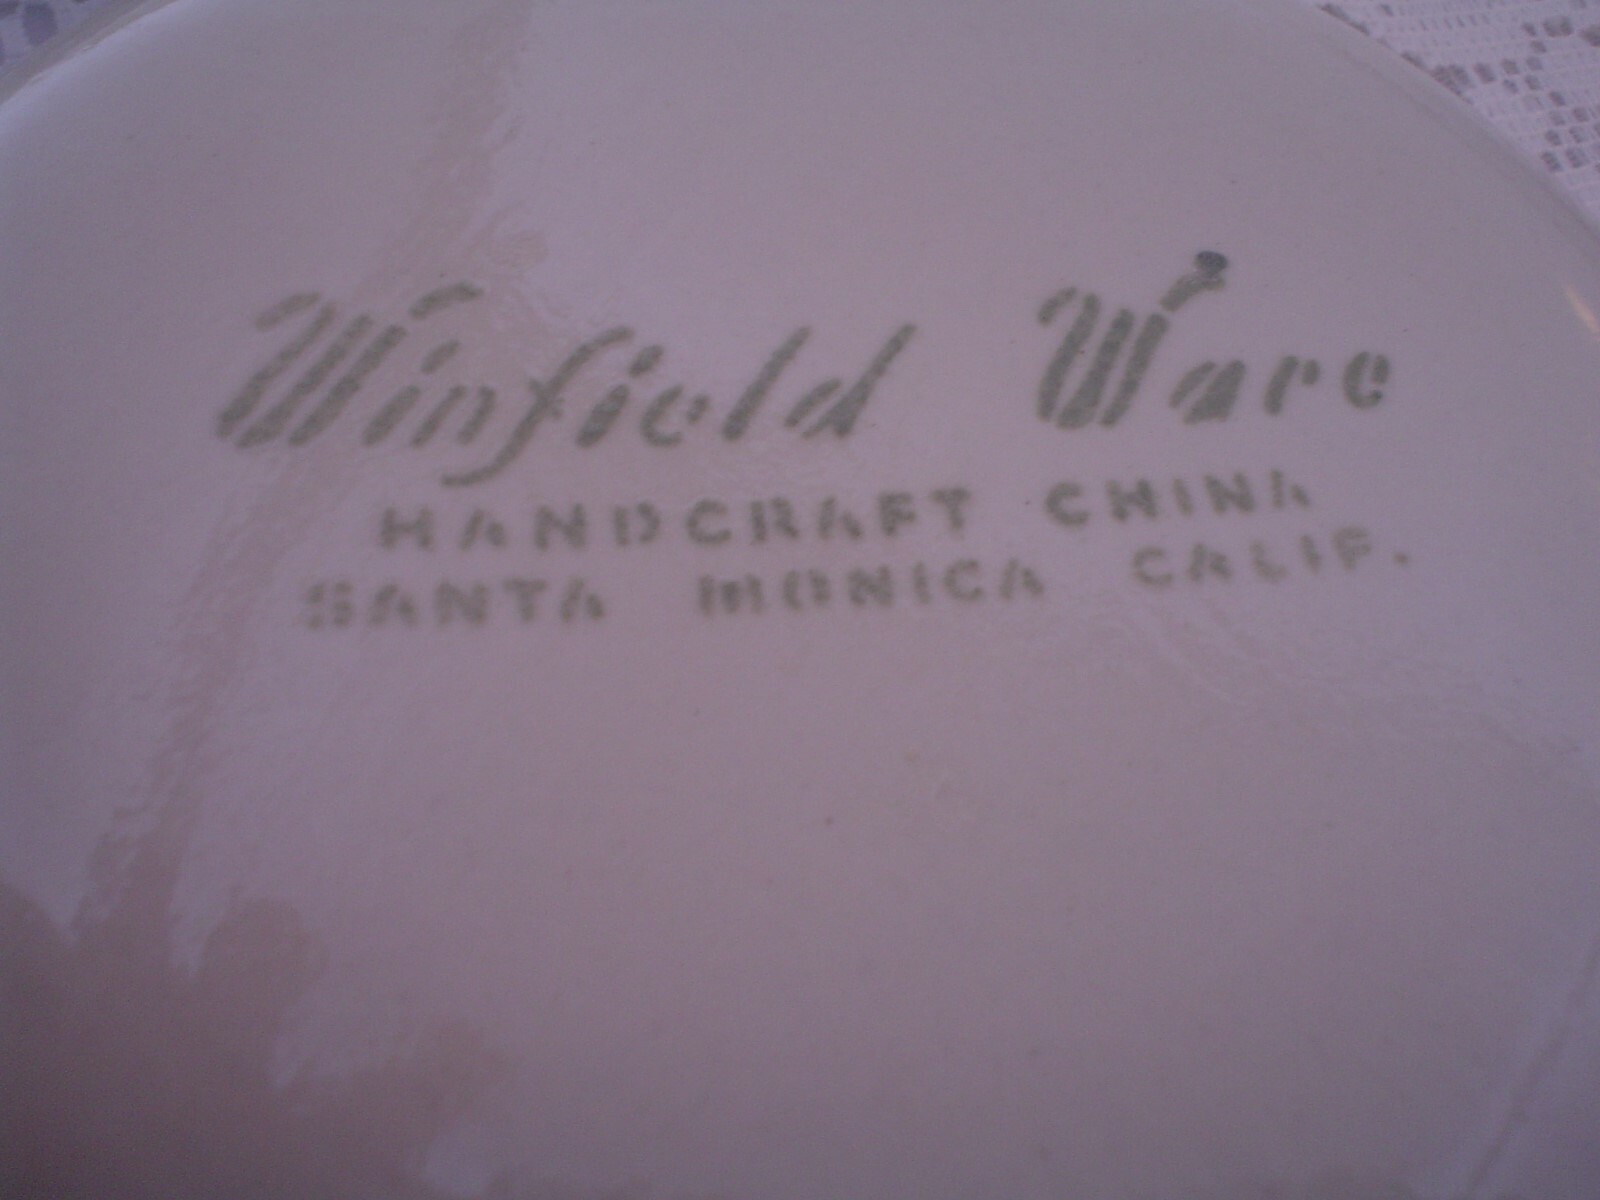 Winfield Ware
HANDCRAFT CHINA
SANTA MONICA CALIF.